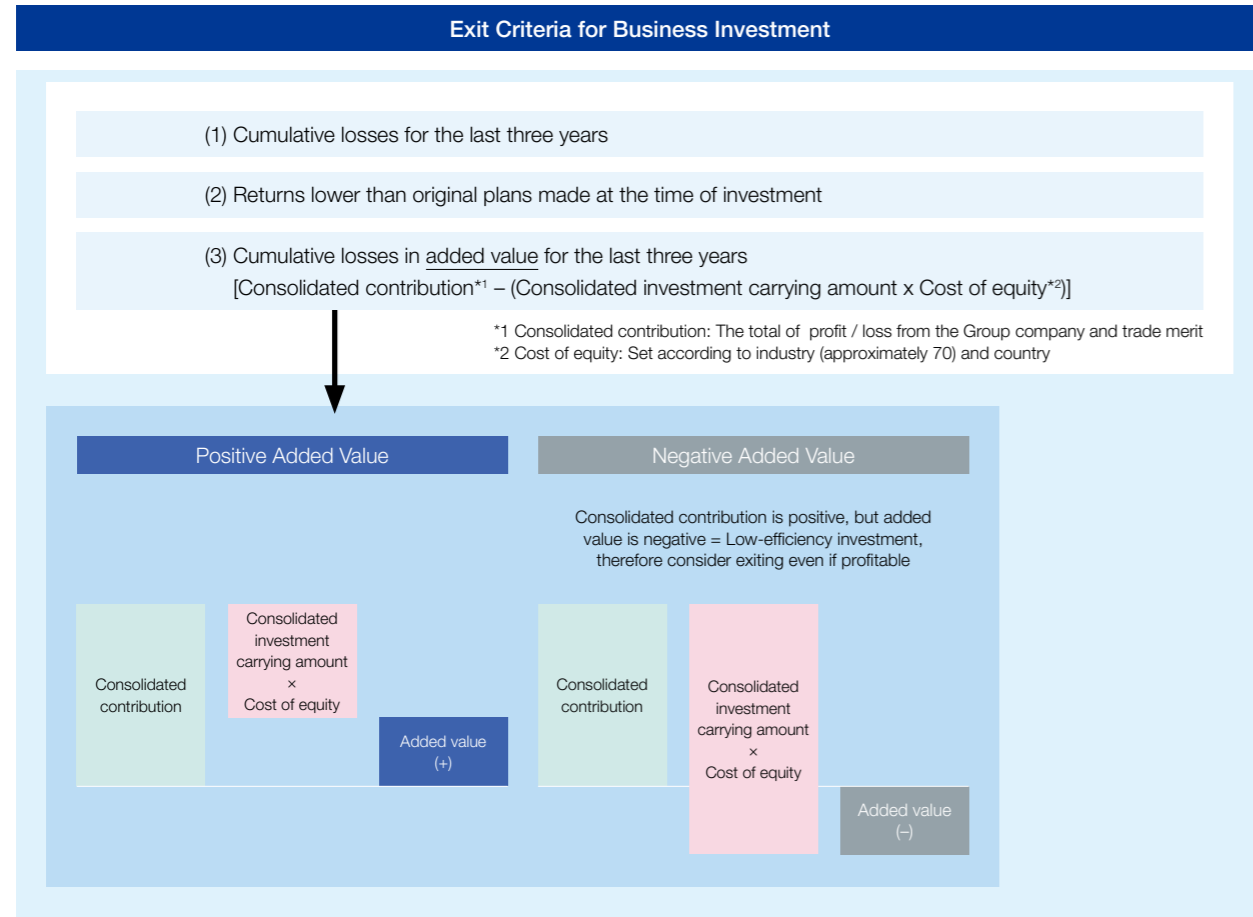 Exit Criteria for Business Investment
(1) Cumulative losses for the last three years
(2) Returns lower than original plans made at the time of investment
(3) Cumulative losses in added value for the last three years
[Consolidated contribution*1 – (Consolidated investment carrying amount x Cost of equity*2)]
*1 Consolidated contribution: The total of profit / loss from the Group company and trade merit
*2 Cost of equity: Set according to industry (approximately 70) and country
Positive Added Value
Consolidated
contribution
Consolidated
investment
carrying amount
×
Cost of equity
Added value
(+)
Negative Added Value
Consolidated contribution is positive, but added
value is negative = Low-efficiency investment,
therefore consider exiting even if profitable
Consolidated
contribution
Consolidated
investment
carrying amount
×
Cost of equity
Added value
(–)